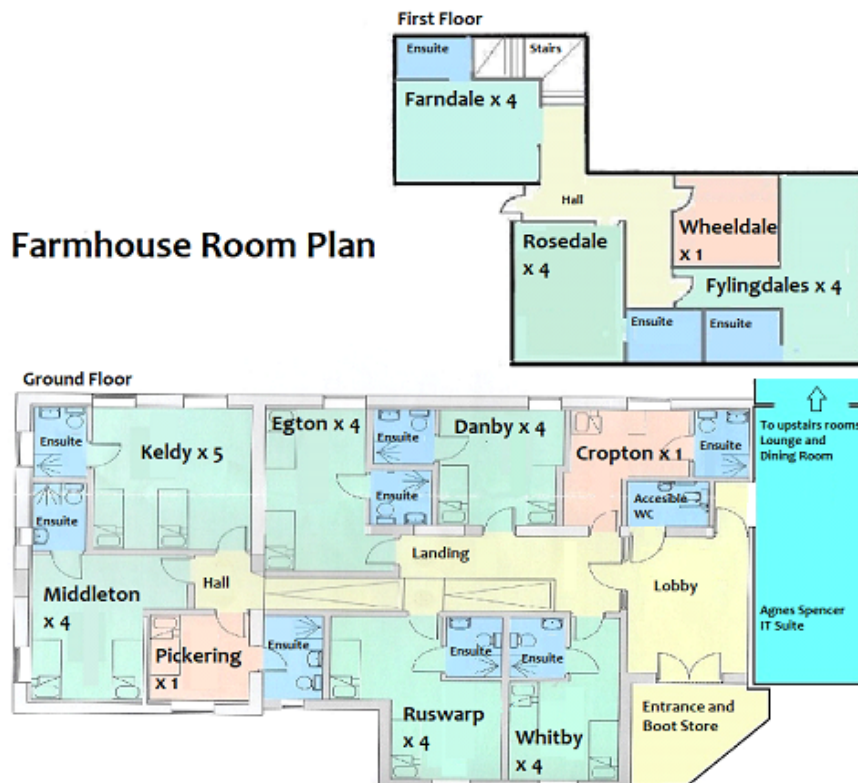 First Floor
Ensuite
Stairs
Farndale x 4
Hall
Farmhouse Room Plan
Rosedale
x 4
Wheeldale
x 1
Fylingdales x 4
Ensuite
Ensuite
Ground Floor
Ensuite
Keldy x 5
Egton x 4
Ensuite
Danby x 4
Cropton x 1
Ensuite
To upstairs rooms
Lounge and
Dining Room
Ensuite
Ensuite
Accesible
WC
Landing
Middleton
x 4
Hall
Lobby
Pickering
x 1
Ensuite
Ensuite
Ensuite
Agnes Spencer
IT Suite
Ruswarp
x 4
Whitby
x 4
Entrance and
Boot Store